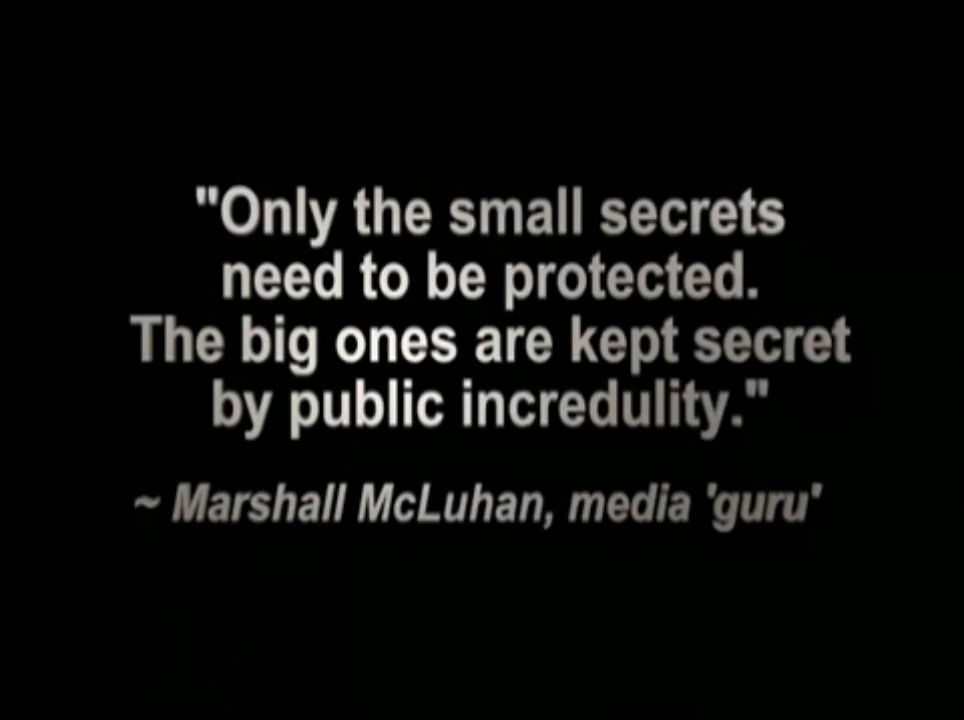 "Only the small secrets
need to be protected.
The big ones are kept secret
by public incredulity."
~ Marshall McLuhan, media 'guru'